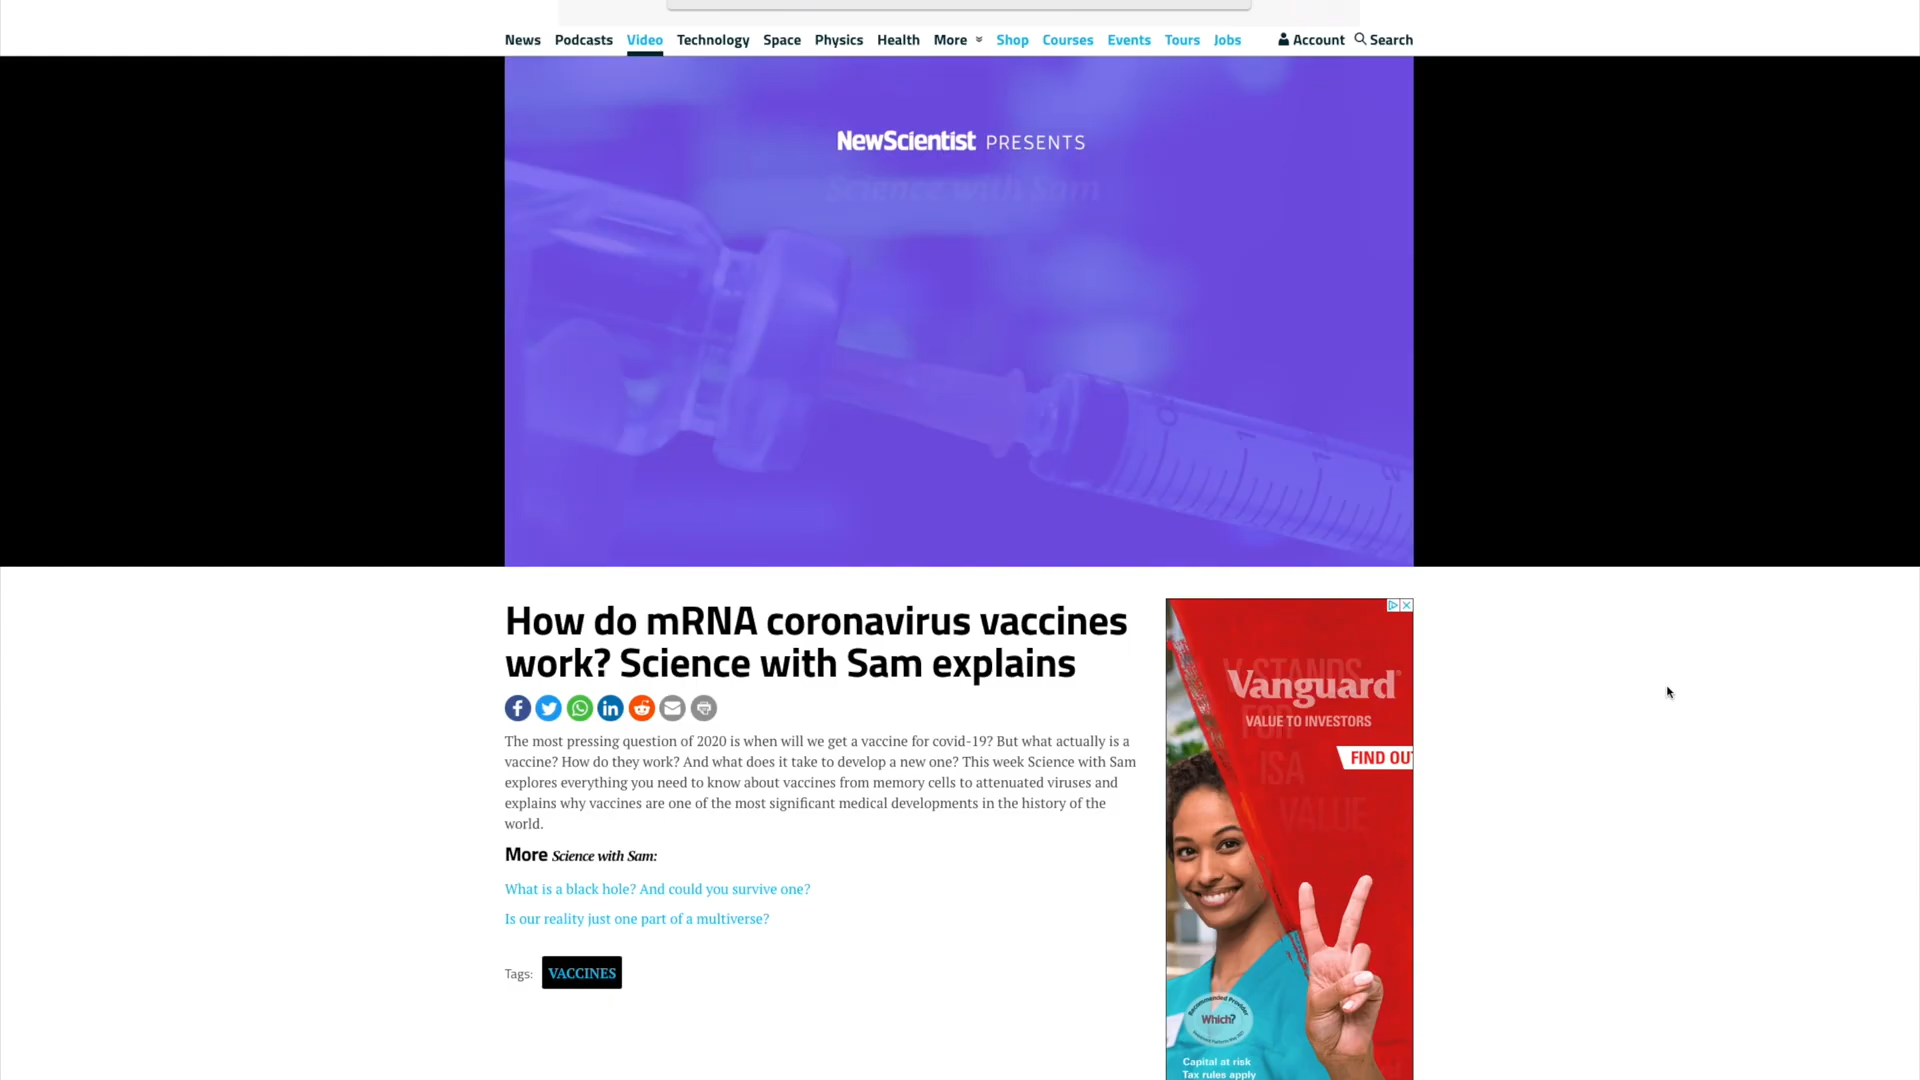 News Podcasts Video Technology Space Physics Health More Shop Courses Events Tours Jobs Account Search
NewScientist PRESENTS
Science with Sam
How do mRNA coronavirus vaccines
work? Science with Sam explains
The most pressing question of 2020 is when will we get a vaccine for covid-19? But what actually is a
vaccine? How do they work? And what does it take to develop a new one? This week Science with Sam
explores everything you need to know about vaccines from memory cells to attenuated viruses and
explains why vaccines are one of the most significant medical developments in the history of the
world.
More Science with Sam:
What is a black hole? And could you survive one?
Is our reality just one part of a multiverse?
Tags: VACCINES
V STANDS
FOR
IS A
VALUE
Vanguard
VALUE TO INVESTORS
FIND OU
Recommended Provider
Which?
Capital at risk
Tax rules apply